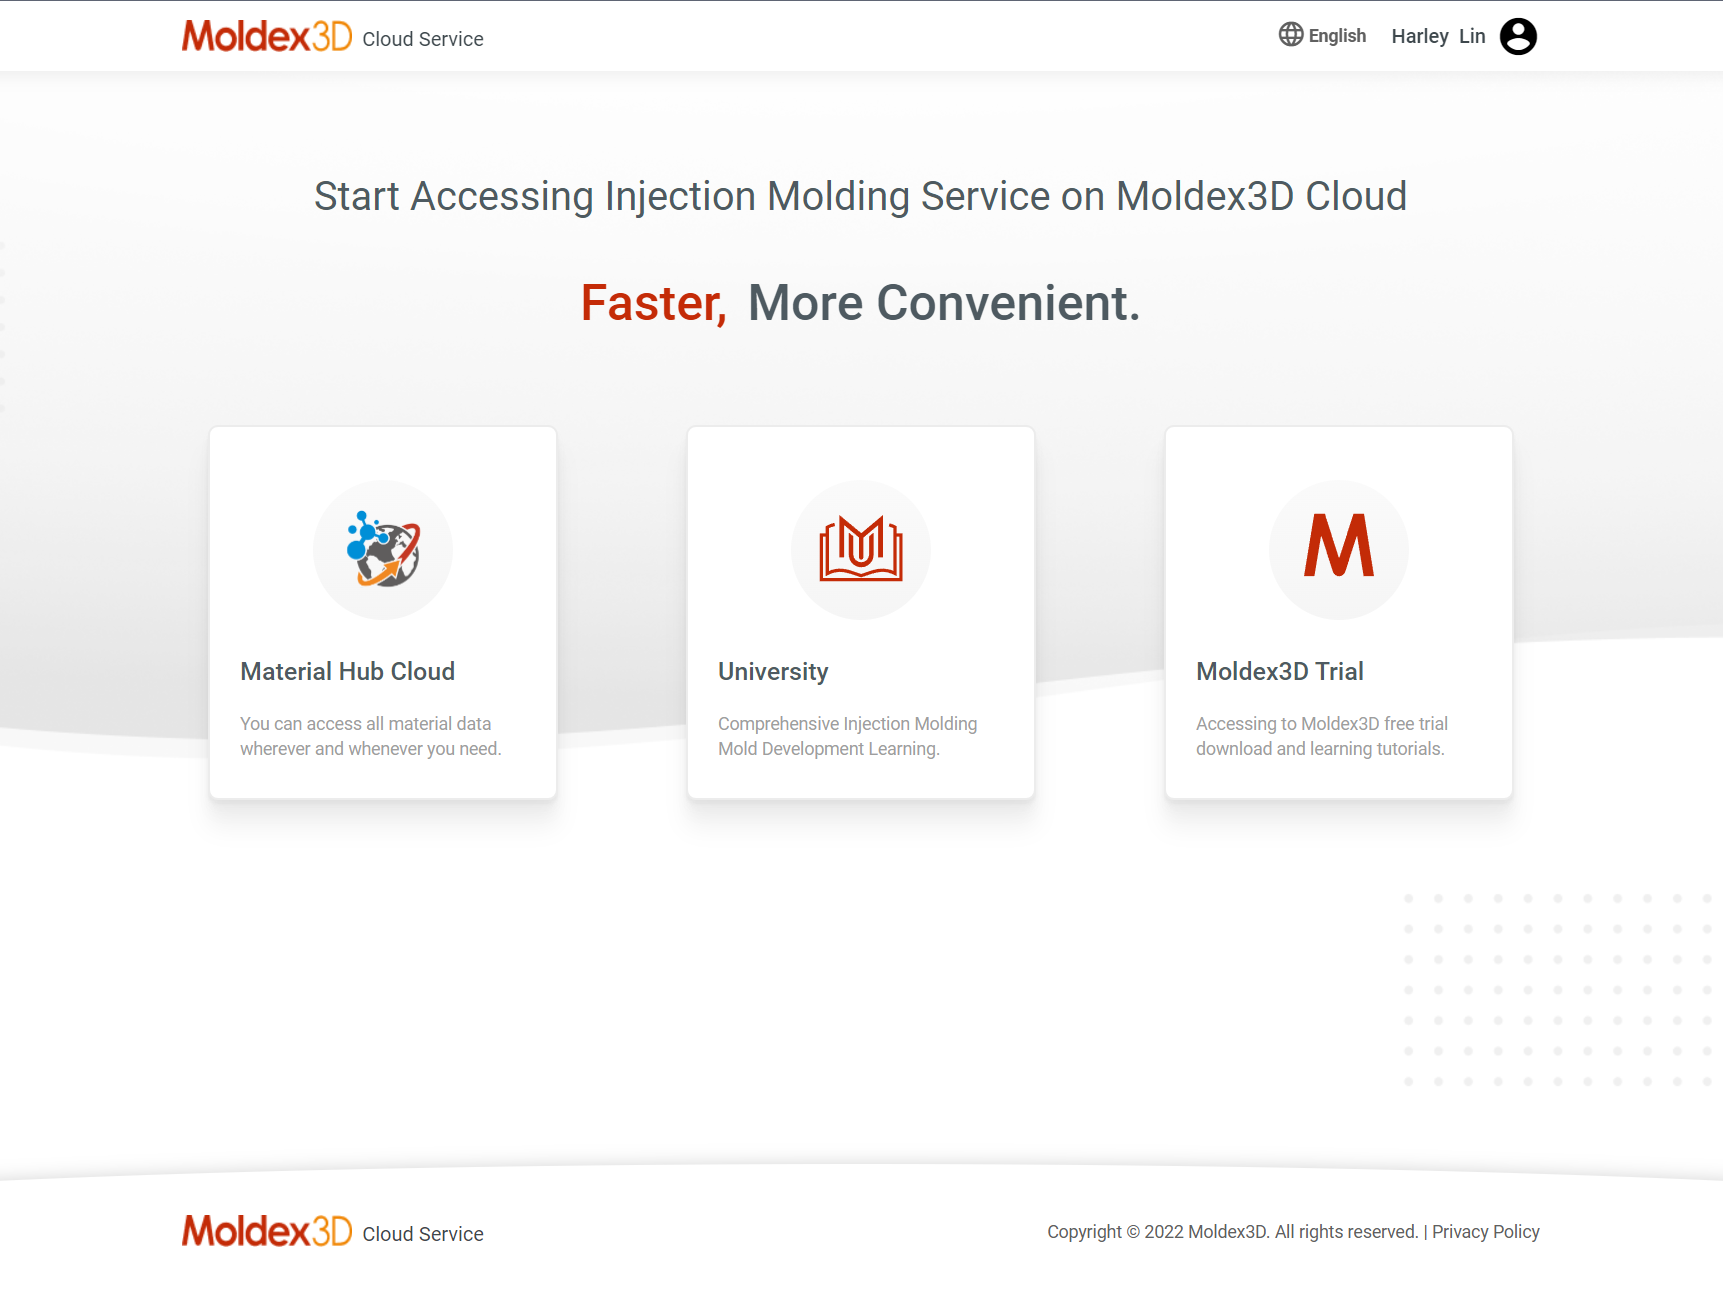 Moldex3D Cloud Service
English Harley Lin
Start Accessing Injection Molding Service on Moldex3D Cloud
Faster, More Convenient.
Material Hub Cloud
You can access all material data
wherever and whenever you need.
University
Comprehensive Injection Molding
Mold Development Learning.
M
Moldex3D Trial
Accessing to Moldex3D free trial
download and learning tutorials.
Moldex3D Cloud Service
Copyright © 2022 Moldex3D. All rights reserved. | Privacy Policy